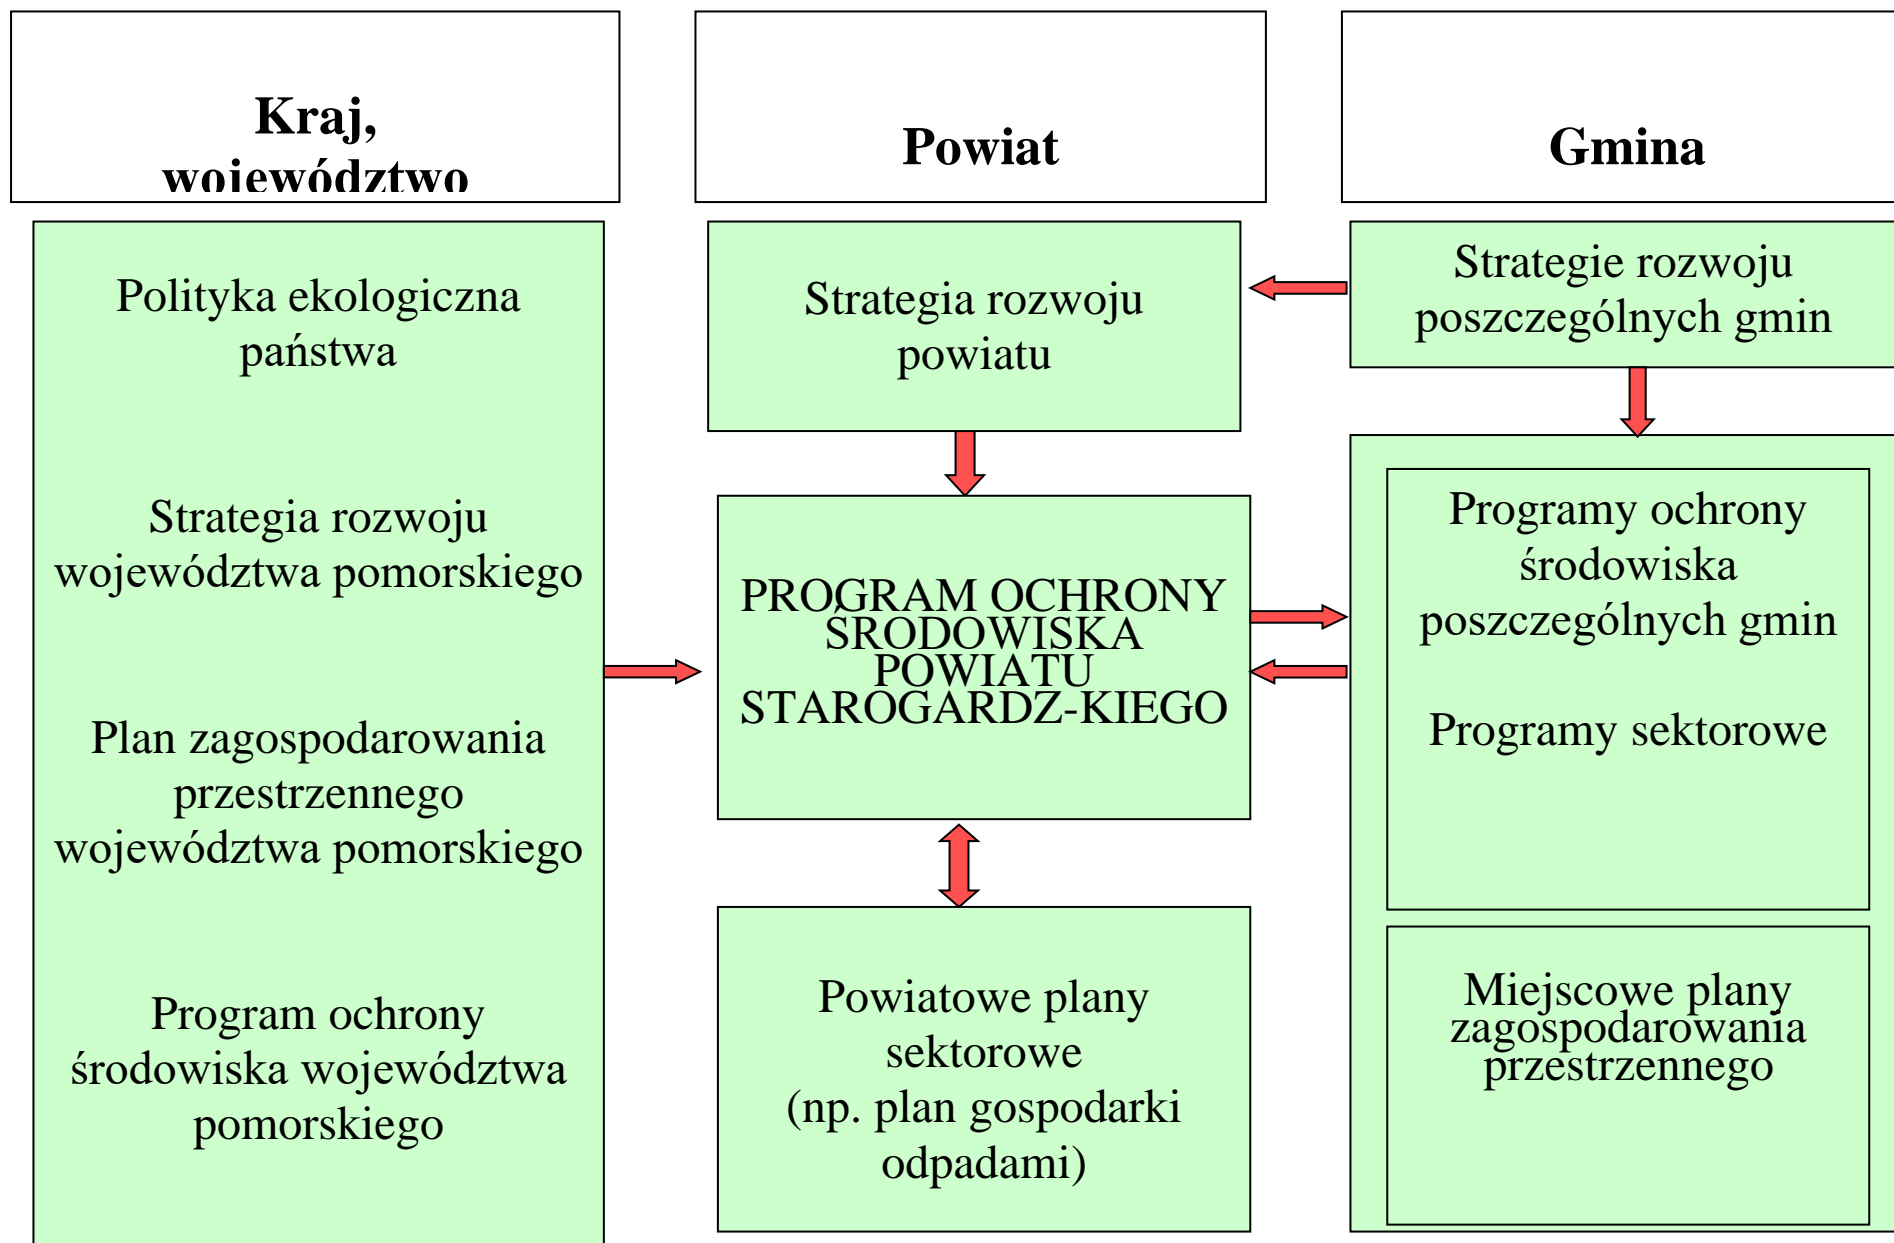 Kraj,
województwo
Powiat
Gmina
Polityka ekologiczna
państwa
Strategia rozwoju
województwa pomorskiego
Plan zagospodarowania
przestrzennego
województwa pomorskiego
Program ochrony
środowiska województwa
pomorskiego
Strategia rozwoju
powiatu
PROGRAM OCHRONY
ŚRODOWISKA
POWIATU
STAROGARDZ-KIEGO
Powiatowe plany
sektorowe
(np. plan gospodarki
odpadami)
Strategie rozwoju
poszczególnych gmin
Programy ochrony
środowiska
poszczególnych gmin
Programy sektorowe
Miejscowe plany
zagospodarowania
przestrzennego